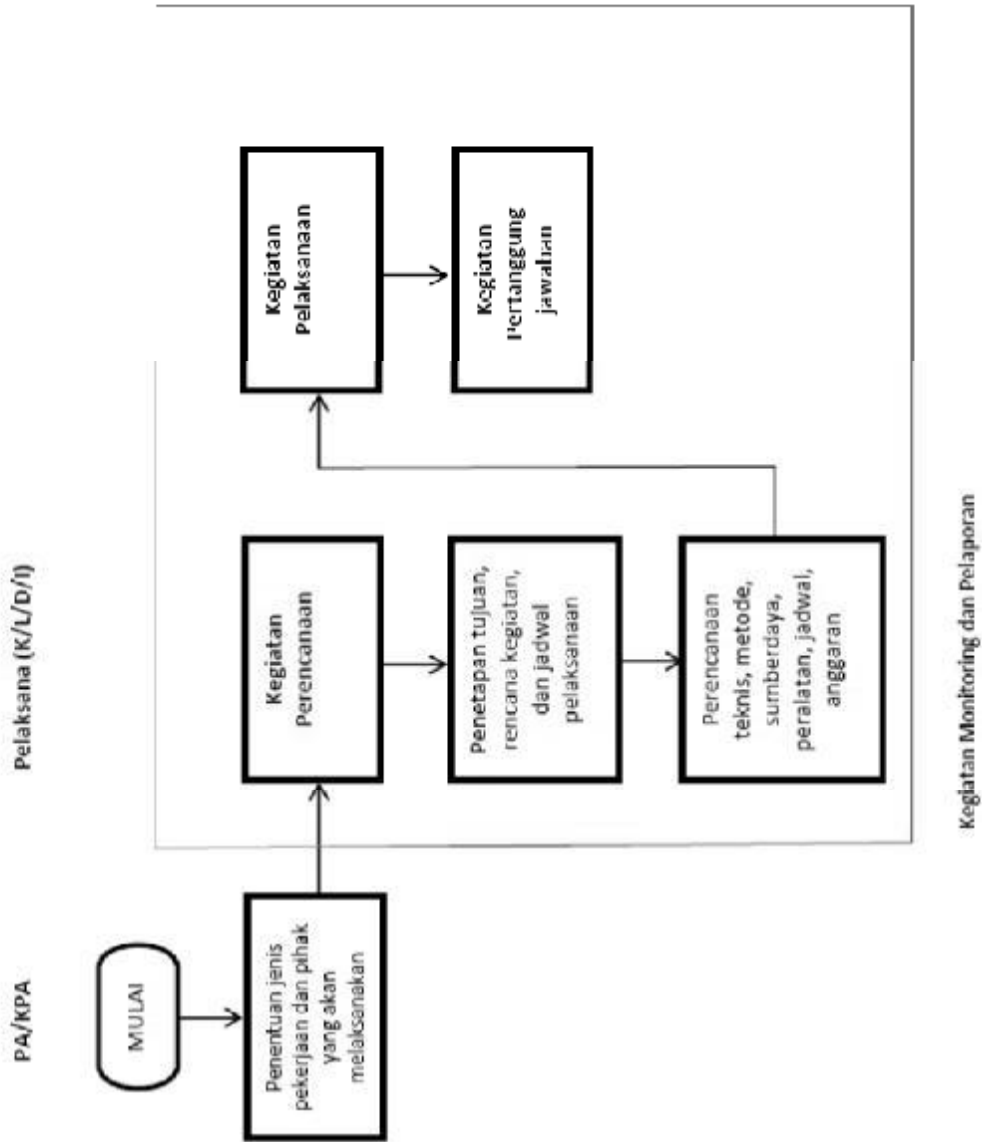 PA/KPA
Pelaksana (K/L/D/I)
MULAI
Penentuan jenis
pekerjaan dan pihak
yang akan
melaksanakan
Kegiatan
Perencanaan
Penetapan tujuan,
rencana kegiatan,
dan jadwal
pelaksanaan
Perencanaan
teknis, metode,
sumberdaya,
peralatan, jadwal,
anggaran
Kegiatan
Pelaksanaan
Kegiatan
Pertanggung
jawaban
Kegiatan Monitoring dan Pelaporan